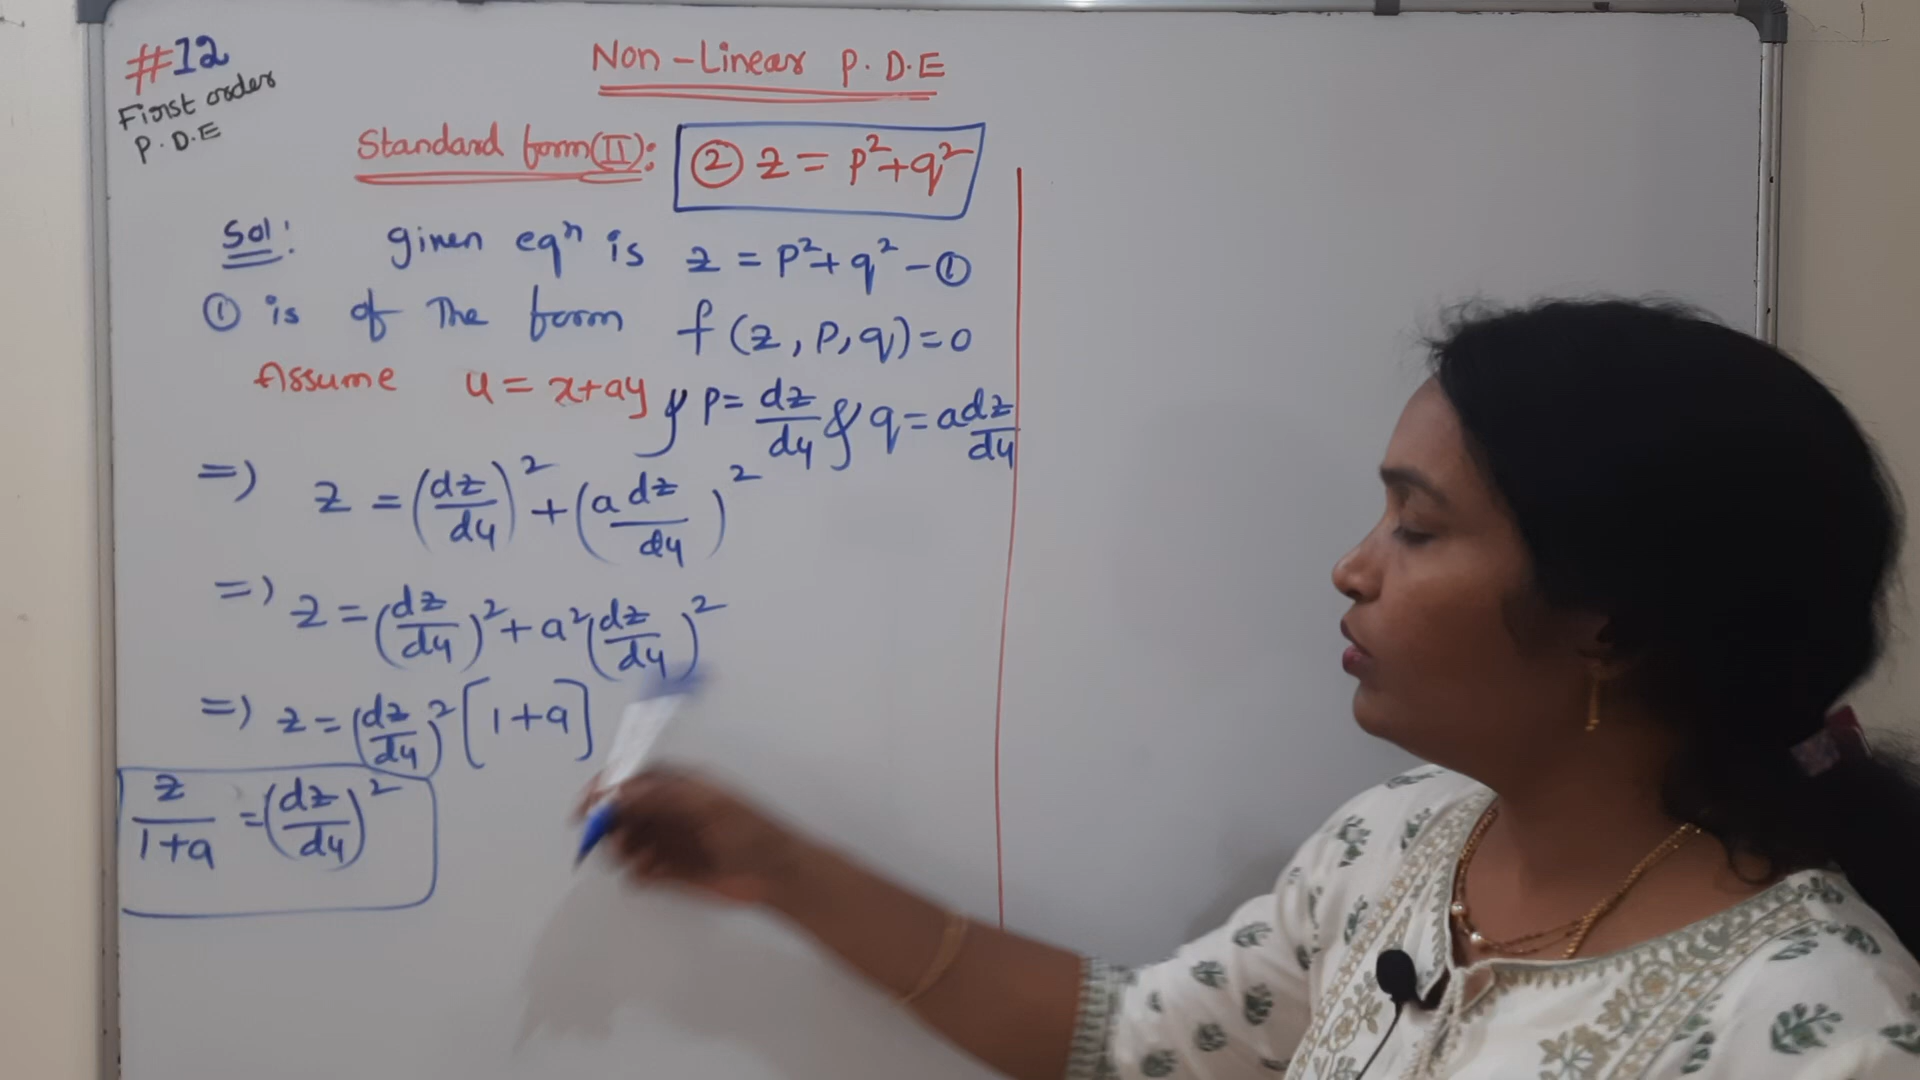 #12
First order
P.D.E
Non-Linear P.D.E
Standard form(II): ② z = p²+q²
Sol: given eqⁿ is z = p²+q² -①
① is of the form f(z,p,q)=0
Assume u = x+ay & p = dz/du & q = a dz/du
=) z = (dz/du)² + (a dz/du)²
=) z = (dz/du)² + a²(dz/du)²
=) z = (dz/du)² [1+a]
z/1+a = (dz/du)²